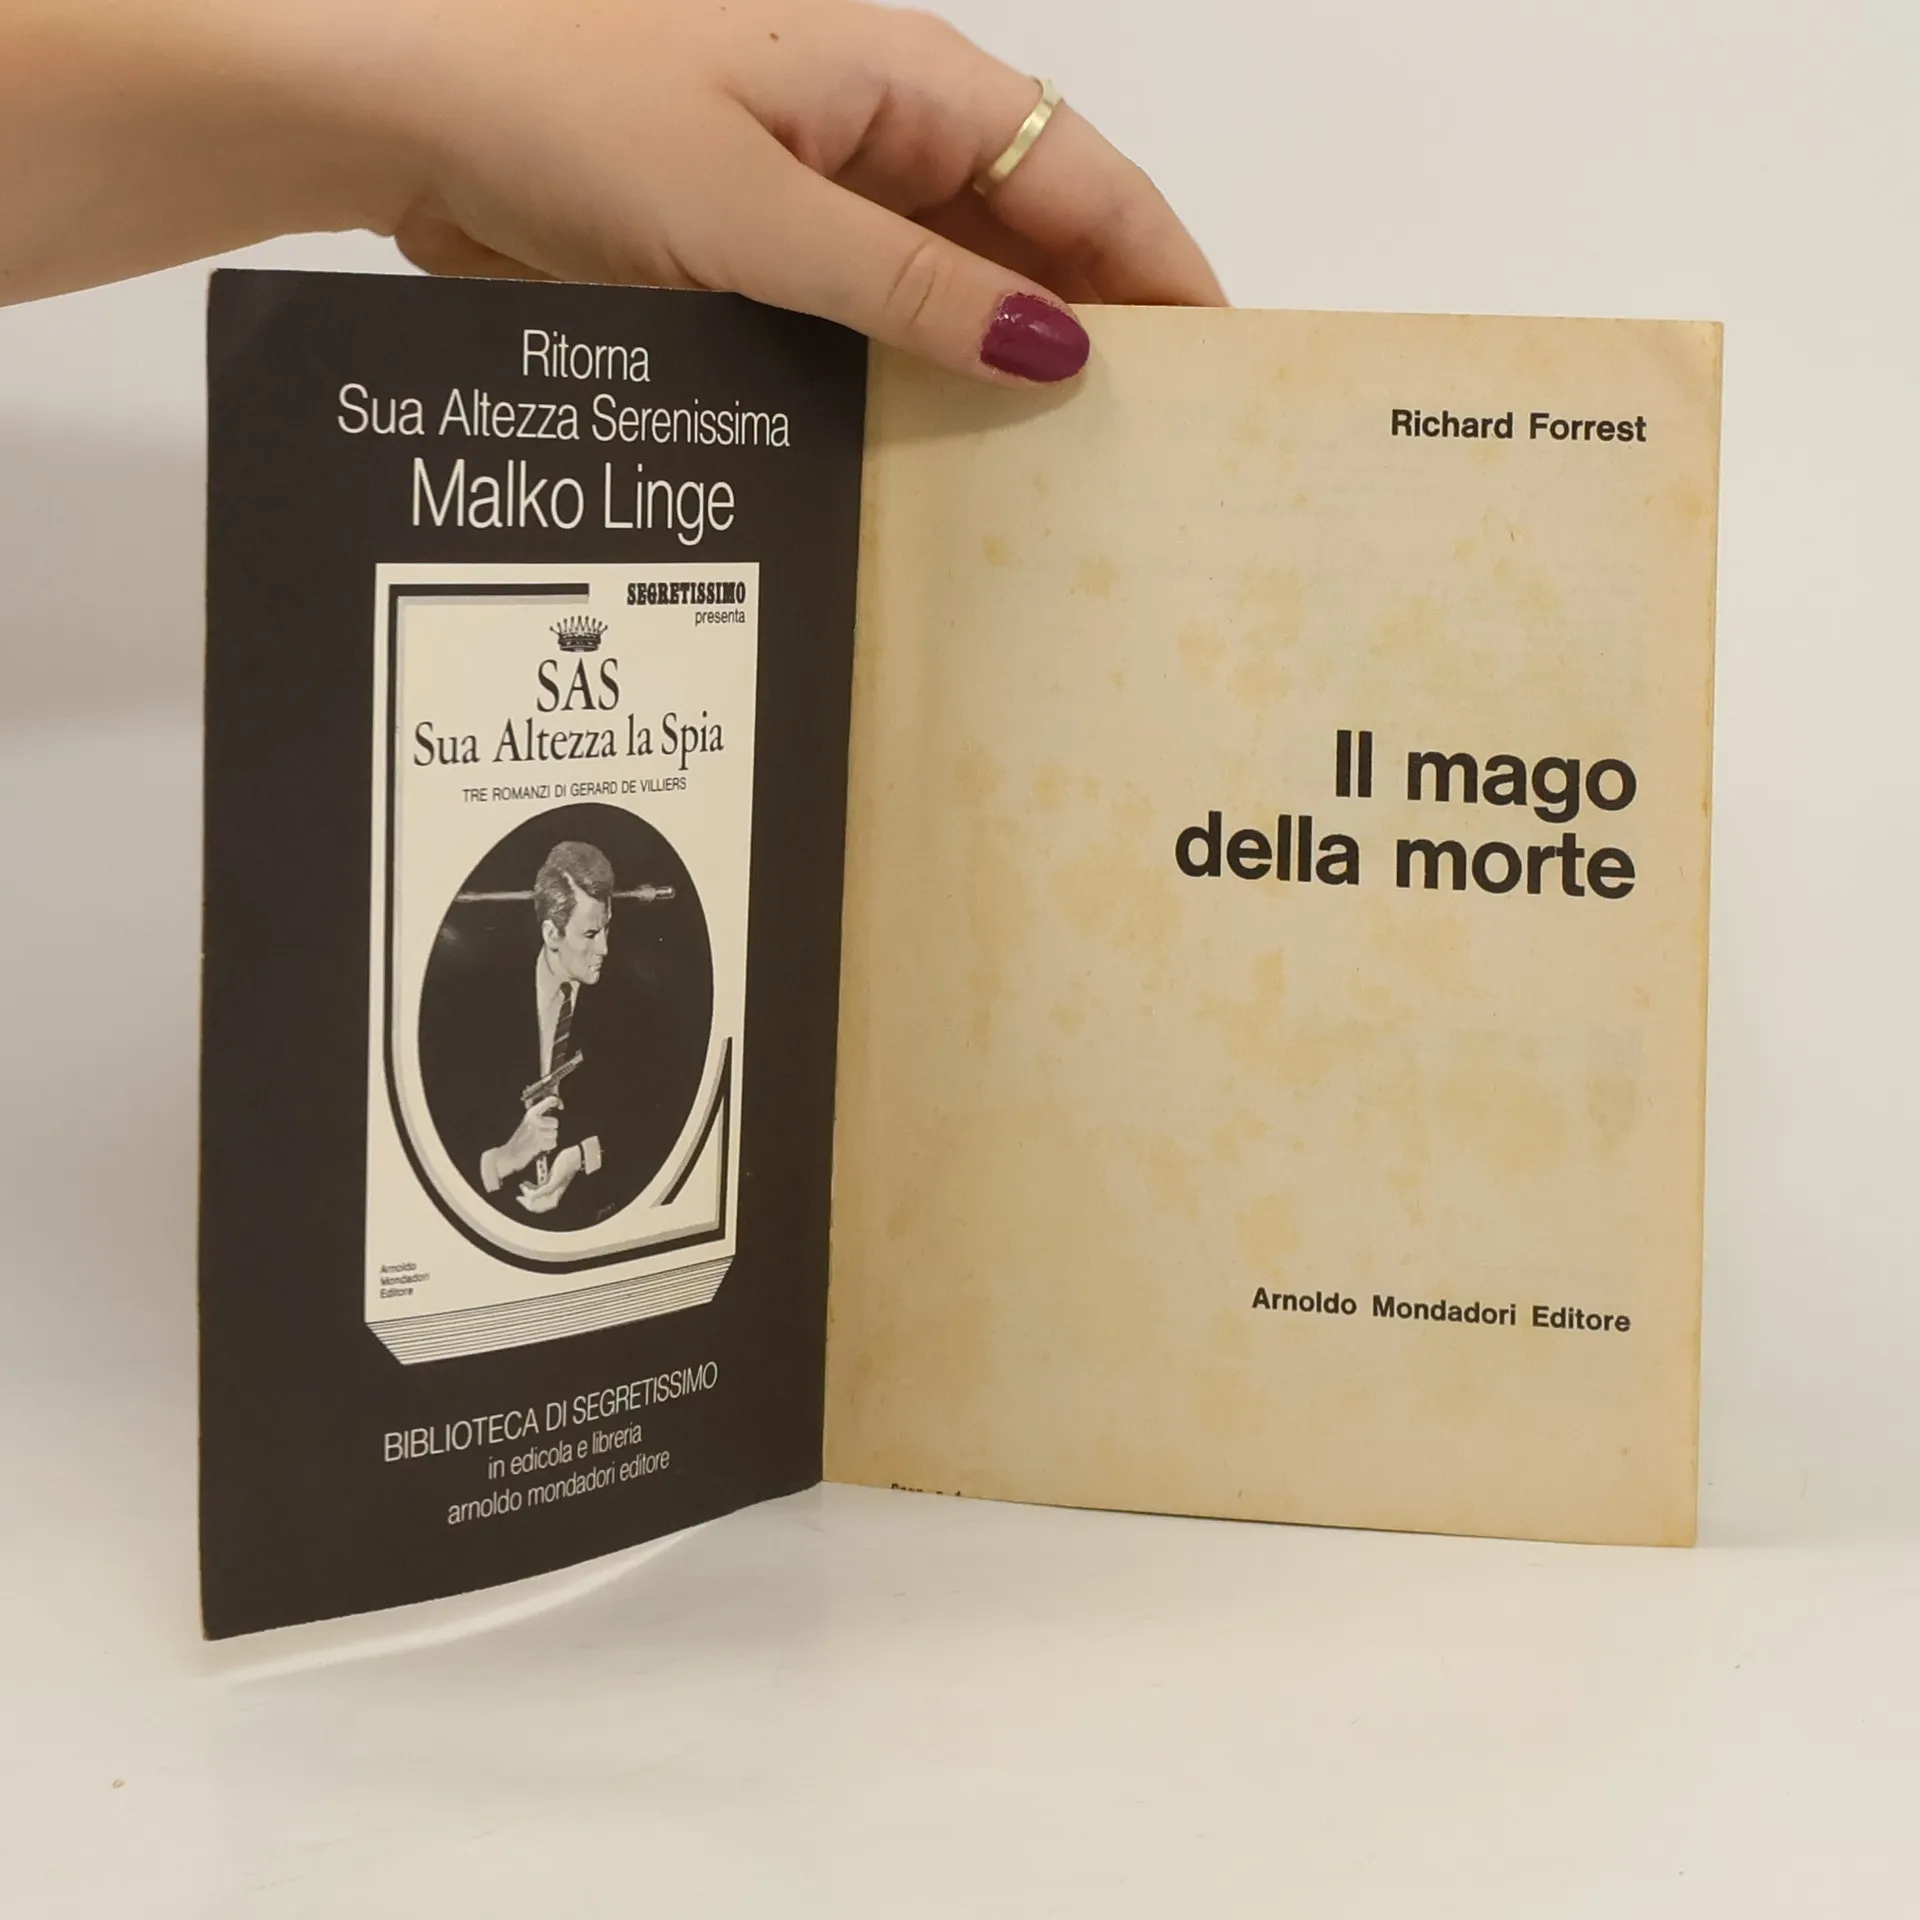 Ritorna
Sua Altezza Serenissima
Malko Linge
SEGRETISSIMO
presenta
SAS
Sua Altezza la Spia
TRE ROMANZI DI GERARD DE VILLIERS
Arnoldo
Mondadori
Editore
BIBLIOTECA DI SEGRETISSIMO
in edicola e libreria
arnoldo mondadori editore
Richard Forrest
Il mago
della morte
Arnoldo Mondadori Editore